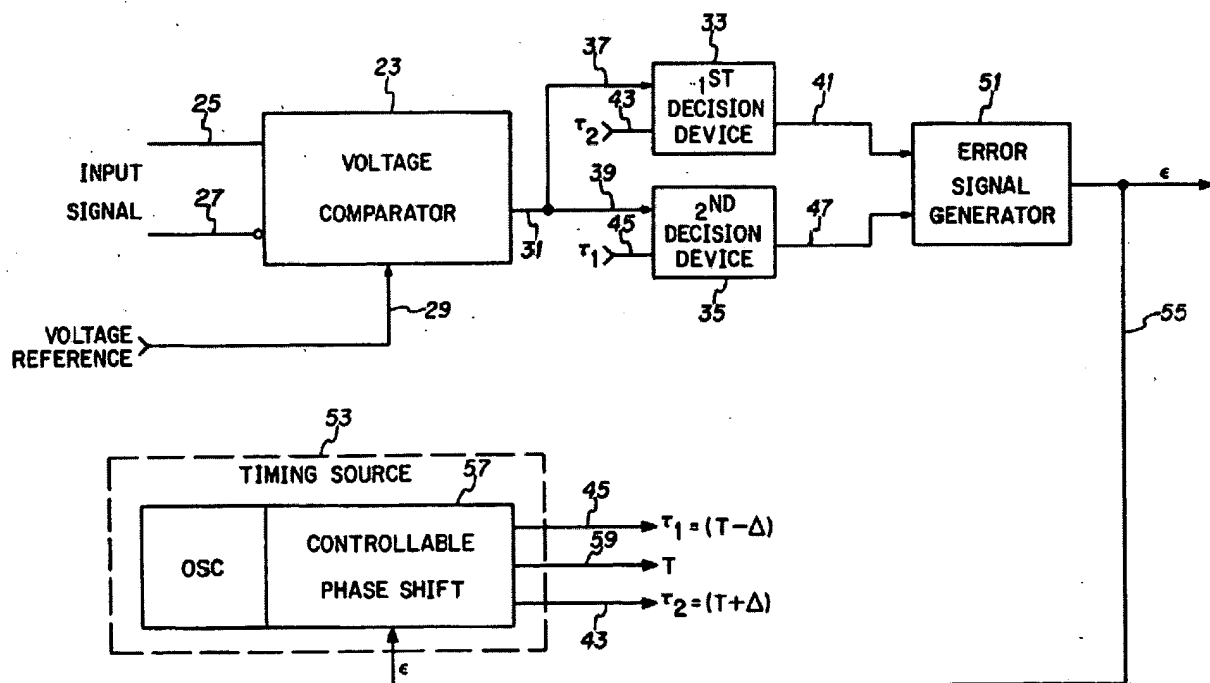 33
37
23
1ST
DECISION
DEVICE
41
51
25
43
τ2
INPUT
SIGNAL
VOLTAGE
COMPARATOR
ERROR
SIGNAL
GENERATOR
ε
27
39
31
2ND
DECISION
DEVICE
47
45
τ1
35
29
55
VOLTAGE
REFERENCE
53
TIMING SOURCE
57
45
OSC
CONTROLLABLE
PHASE SHIFT
τ1 = (T-Δ)
59
T
τ2 = (T+Δ)
43
ε